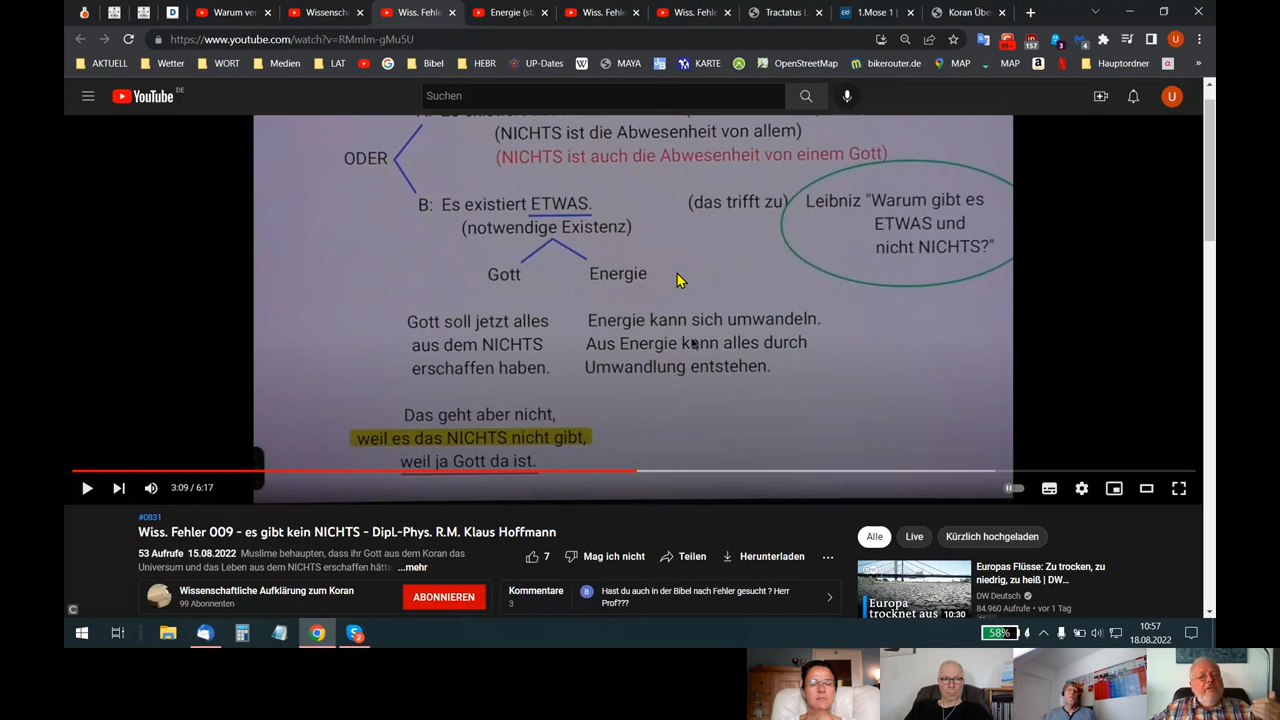 Warum ver
Wissenscha
Wiss. Fehler
Energie (st
Wiss. Fehle
Wiss. Fehle
Tractatus L
1.Mose 1 |
Koran Übe
https://www.youtube.com/watch?v=RMmlm-gMu5U
99+
157
3
4
U
AKTUELL
Wetter
WORT
Medien
LAT
Bibel
HEBR
UP-Dates
MAYA
KARTE
OpenStreetMap
bikerouter.de
MAP
MAP
Hauptordner
»
YouTube DE
Suchen
U
(NICHTS ist die Abwesenheit von allem)
ODER
(NICHTS ist auch die Abwesenheit von einem Gott)
B: Es existiert ETWAS. (das trifft zu)
(notwendige Existenz)
Leibniz "Warum gibt es
ETWAS und
nicht NICHTS?"
Gott Energie
Gott soll jetzt alles
aus dem NICHTS
erschaffen haben.
Energie kann sich umwandeln.
Aus Energie kann alles durch
Umwandlung entstehen.
Das geht aber nicht,
weil es das NICHTS nicht gibt,
weil ja Gott da ist.
3:09 / 6:17
#0831
Wiss. Fehler 009 - es gibt kein NICHTS - Dipl.-Phys. R.M. Klaus Hoffmann
53 Aufrufe 15.08.2022 Muslime behaupten, dass ihr Gott aus dem Koran das
Universum und das Leben aus dem NICHTS erschaffen hätte ...mehr
7
Mag ich nicht
Teilen
Herunterladen
Wissenschaftliche Aufklärung zum Koran
99 Abonnenten
ABONNIEREN
Kommentare
3
B
Hast du auch in der Bibel nach Fehler gesucht ? Herr
Prof???
Alle
Live
Kürzlich hochgeladen
Europa
trocknet aus
10:30
Europas Flüsse: Zu trocken, zu
niedrig, zu heiß | DW...
DW Deutsch
84.960 Aufrufe • vor 1 Tag
58%
10:57
18.08.2022